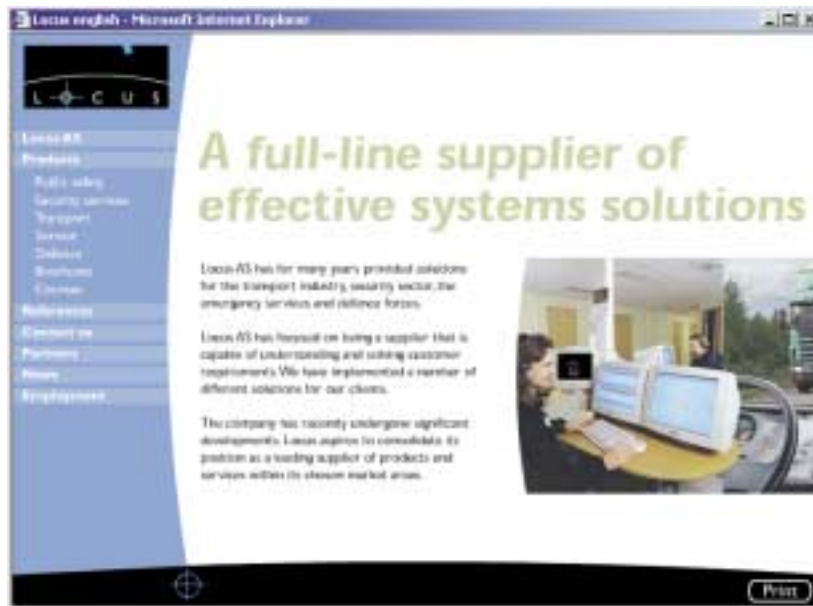 Locus english - Microsoft Internet Explorer
LOCUS
Locus AS
Products
Public safety
Security services
Transport
Service
Defence
Brochures
References
Contact us
Partners
News
Employment
A full-line supplier of
effective systems solutions
Locus AS has for many years provided solutions
for the transport industry, security sector, the
emergency services and defence forces.
Locus AS has focused on being a supplier that is
capable of understanding and solving customer
requirements. We have implemented a number of
different solutions for our clients.
The company has recently undergone significant
developments. Locus aspires to consolidate its
position as a leading supplier of products and
services within its chosen market areas.
Print